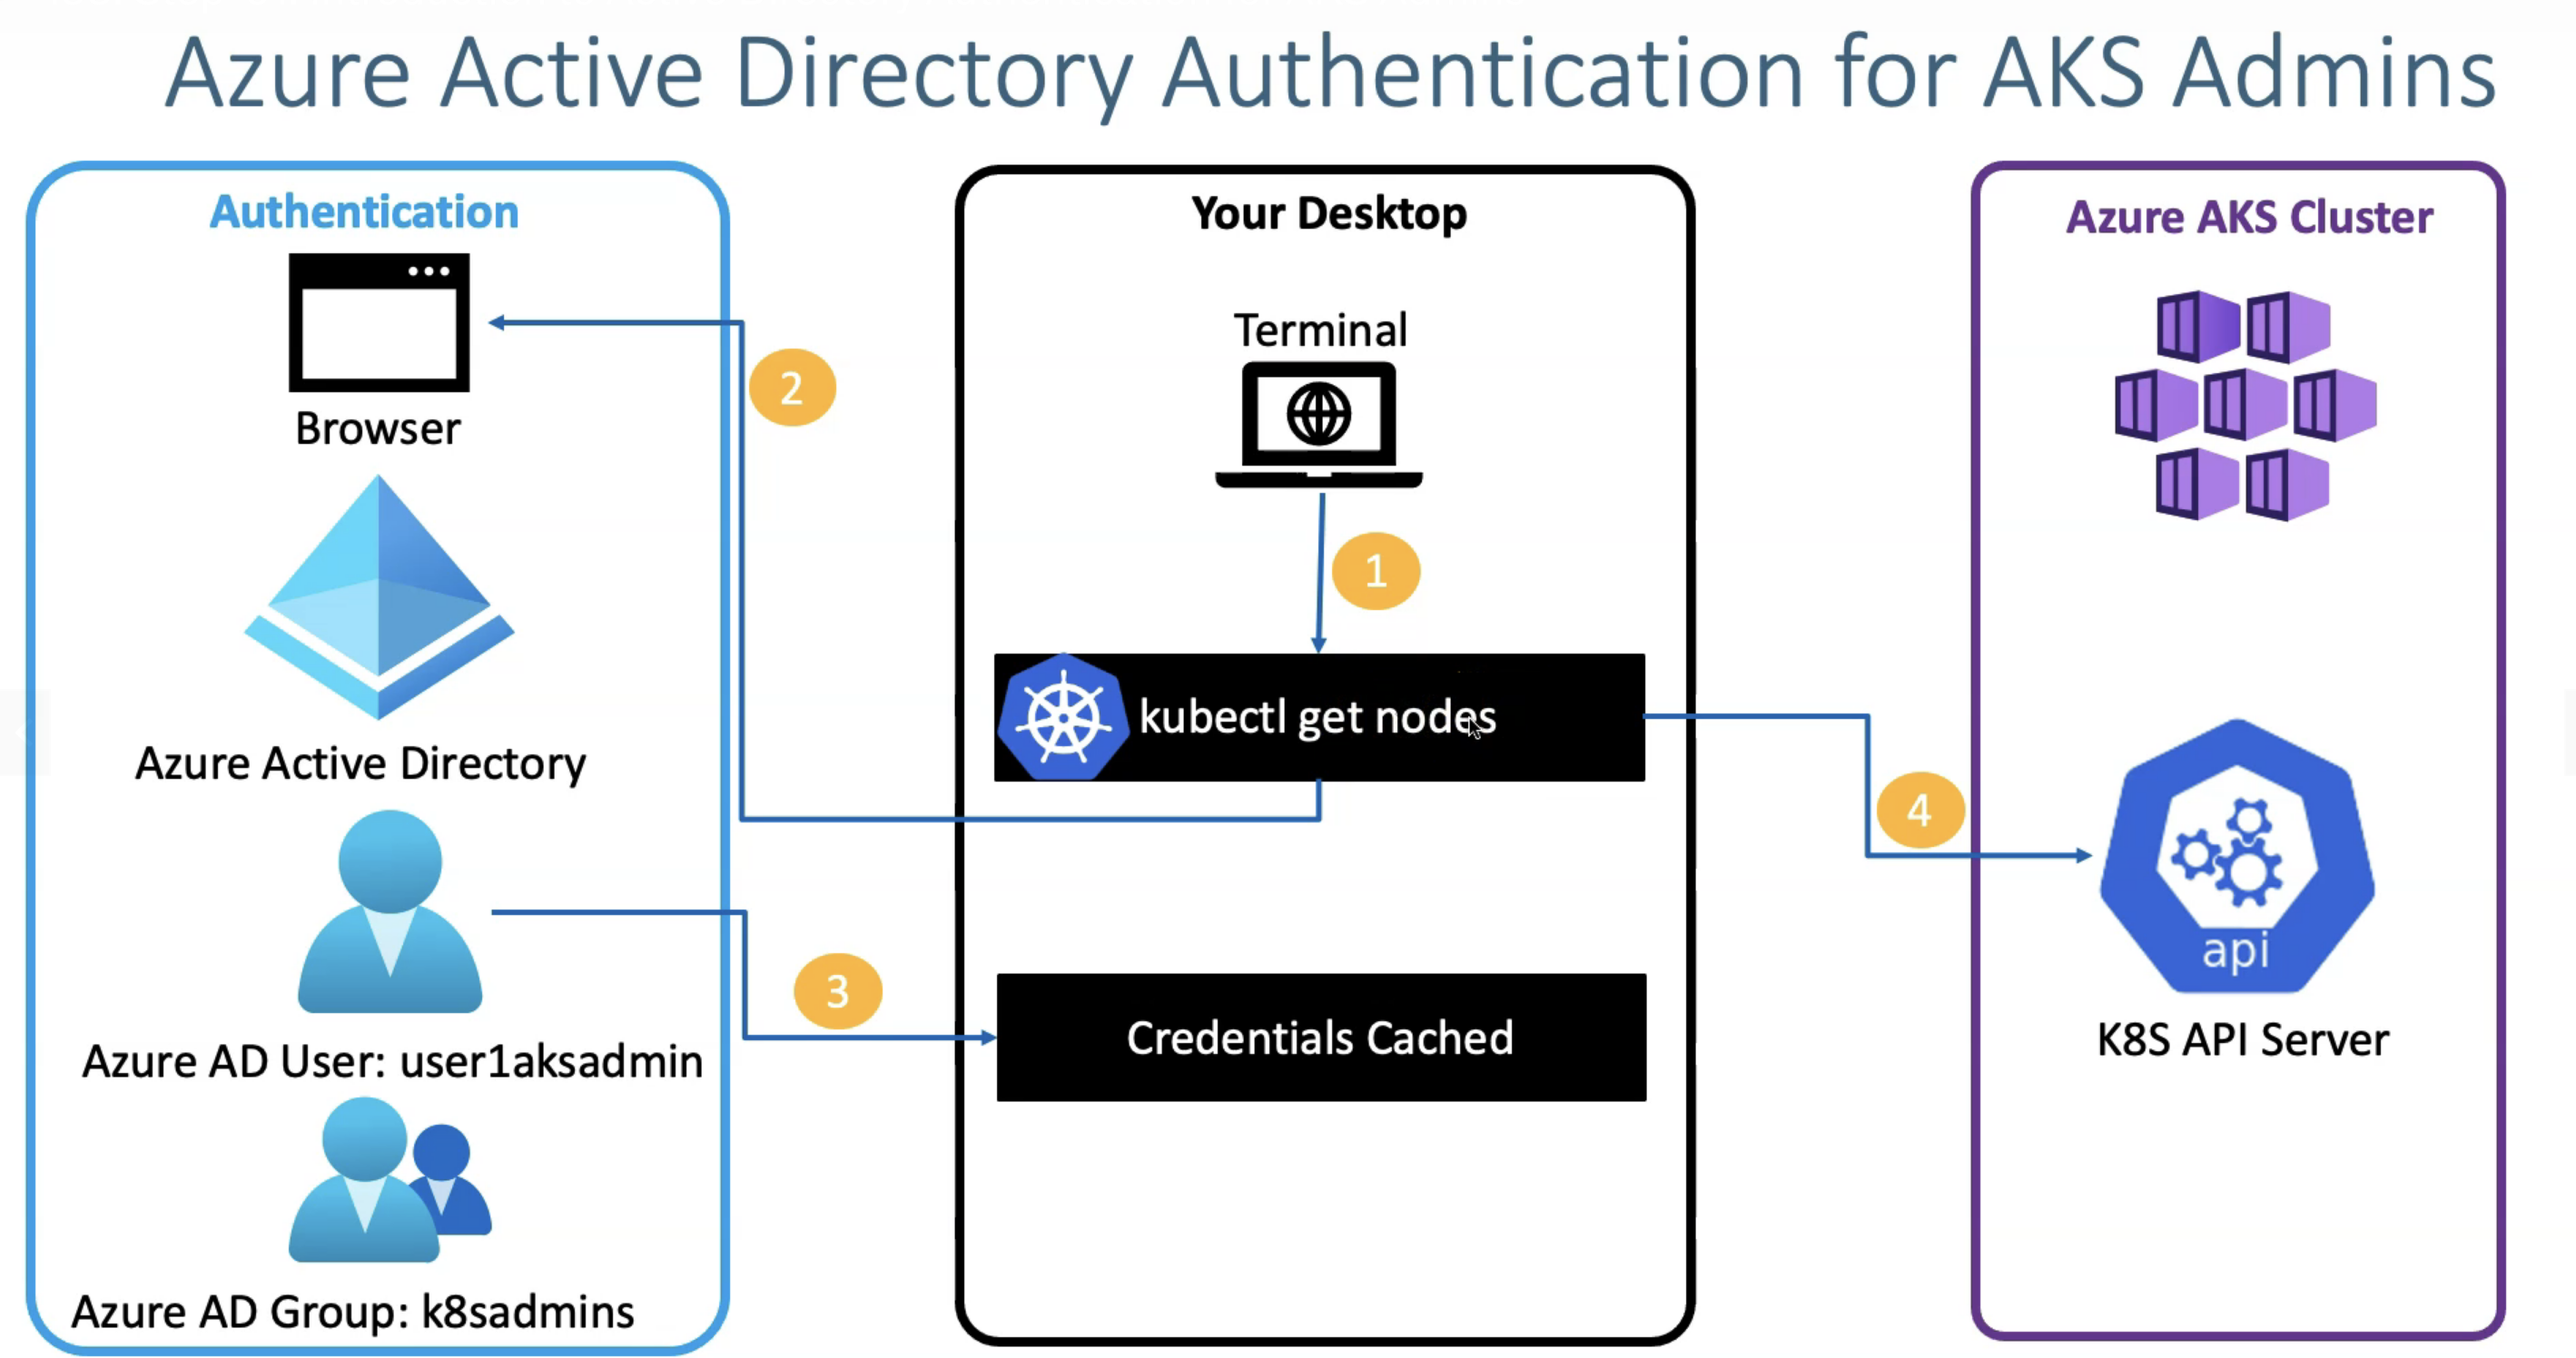 Azure Active Directory Authentication for AKS Admins
Authentication
Browser
Azure Active Directory
Azure AD User: user1aksadmin
Azure AD Group: k8sadmins
2
3
Your Desktop
Terminal
1
kubectl get nodes
Credentials Cached
4
Azure AKS Cluster
api
K8S API Server